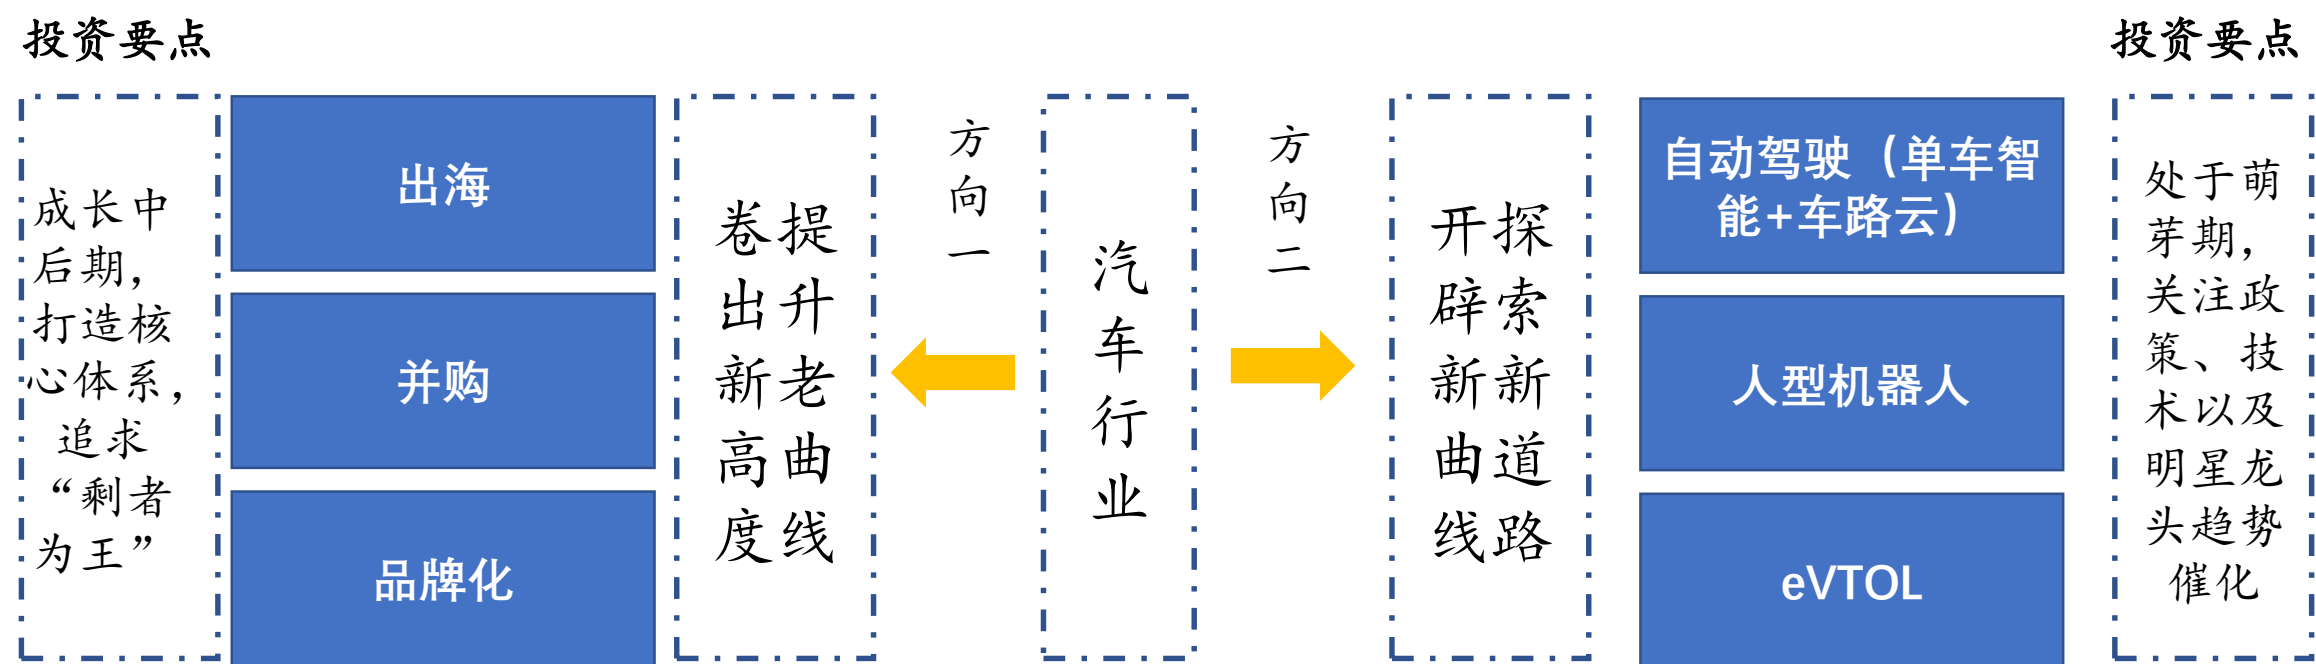 投资要点
成长中
后期，
打造核
心体系，
追求
“剩者
为王”
出海
并购
品牌化
提升老曲线
卷出新高度
方向一
汽车行业
方向二
探索新道路
开辟新曲线
自动驾驶（单车智
能+车路云）
人型机器人
eVTOL
投资要点
处于萌
芽期，
关注政
策、技
术以及
明星龙
头趋势
催化